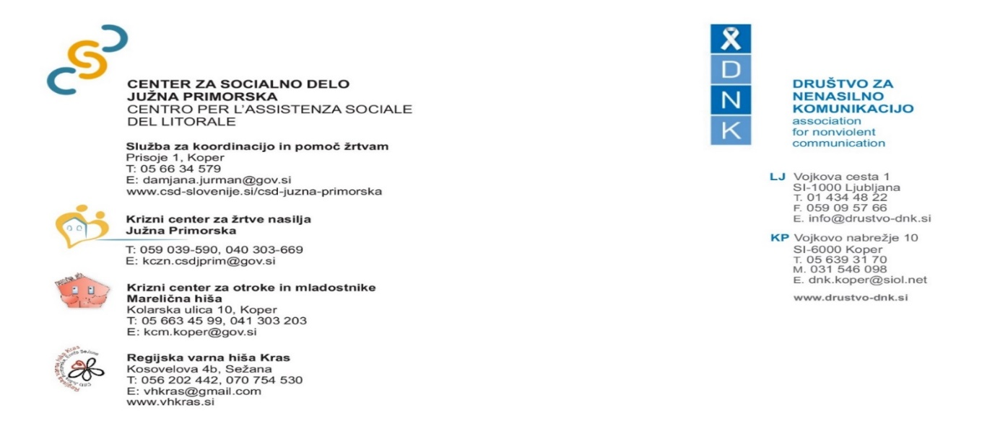 CENTER ZA SOCIALNO DELO
JUŽNA PRIMORSKA
CENTRO PER L'ASSISTENZA SOCIALE
DEL LITORALE
Služba za koordinacijo in pomoč žrtvam
Prisoje 1, Koper
T: 05 66 34 579
E: damjana.jurman@gov.si
www.csd-slovenije.si/csd-juzna-primorska
Krizni center za žrtve nasilja
Južna Primorska
T: 059 039-590, 040 303-669
E: kczn.csdjprim@gov.si
Krizni center za otroke in mladostnike
Marelična hiša
Kolarska ulica 10, Koper
T: 05 663 45 99, 041 303 203
E: kcm.koper@gov.si
Regijska varna hiša Kras
Regijska varna hiša Kras
Kosovelova 4b, Sežana
T: 056 202 442, 070 754 530
E: vhkras@gmail.com
www.vhkras.si
D
N
K
DRUŠTVO ZA
NENASILNO
KOMUNIKACIJO
association
for nonviolent
communication
LJ Vojkova cesta 1
SI-1000 Ljubljana
T. 01 434 48 22
F. 059 09 57 66
E. info@drustvo-dnk.si
KP Vojkovo nabrežje 10
SI-6000 Koper
T. 05 639 31 70
M. 031 546 098
E. dnk.koper@siol.net
www.drustvo-dnk.si